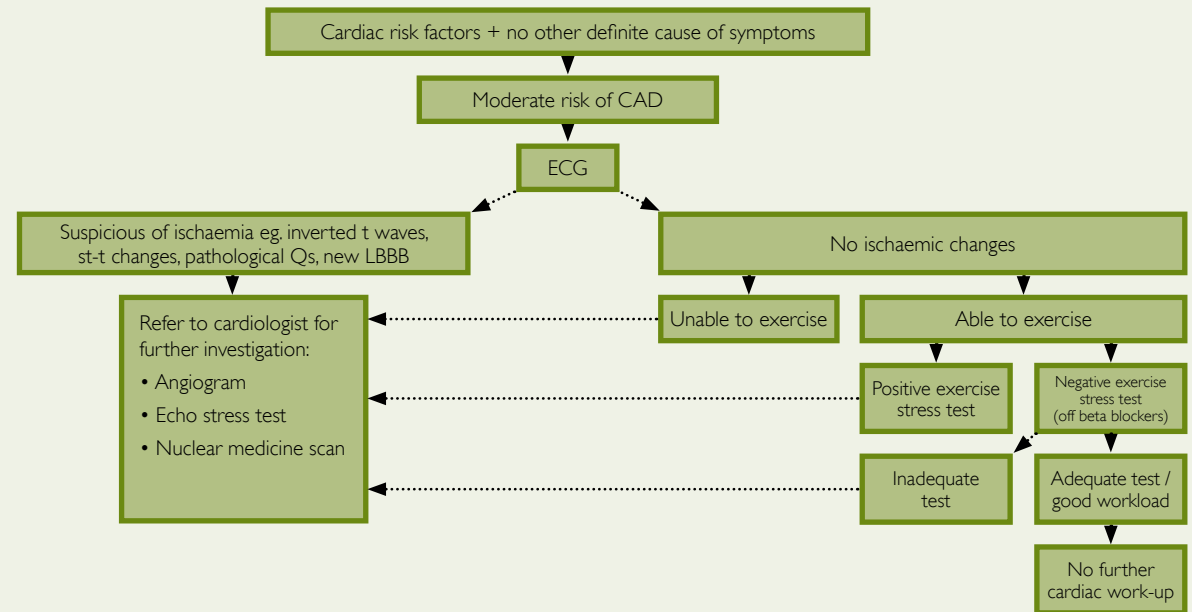 Cardiac risk factors + no other definite cause of symptoms
Moderate risk of CAD
ECG
Suspicious of ischaemia eg. inverted t waves,
st-t changes, pathological Qs, new LBBB
No ischaemic changes
Refer to cardiologist for
further investigation:
• Angiogram
• Echo stress test
• Nuclear medicine scan
Unable to exercise
Able to exercise
Positive exercise
stress test
Negative exercise
stress test
(off beta blockers)
Inadequate
test
Adequate test /
good workload
No further
cardiac work-up